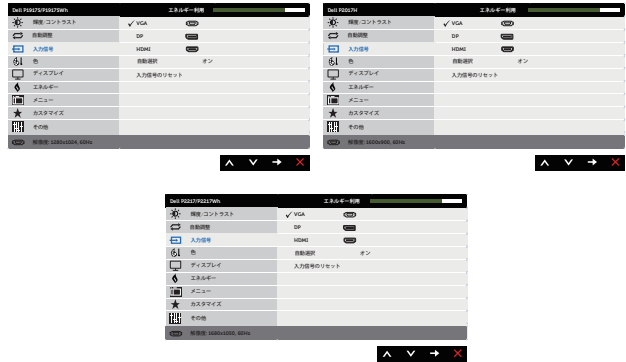 Dell P1917S/P1917SWh エネルギー利用
輝度/コントラスト ✓ VGA
自動調整 DP
入力信号 HDMI
色 自動選択 オン
ディスプレイ 入力信号のリセット
エネルギー
メニュー
カスタマイズ
その他
解像度: 1280x1024, 60Hz
Dell P2017H エネルギー利用
輝度/コントラスト ✓ VGA
自動調整 DP
入力信号 HDMI
色 自動選択 オン
ディスプレイ 入力信号のリセット
エネルギー
メニュー
カスタマイズ
その他
解像度: 1600x900, 60Hz
Dell P2217/P2217Wh エネルギー利用
輝度/コントラスト ✓ VGA
自動調整 DP
入力信号 HDMI
色 自動選択 オン
ディスプレイ 入力信号のリセット
エネルギー
メニュー
カスタマイズ
その他
解像度: 1680x1050, 60Hz